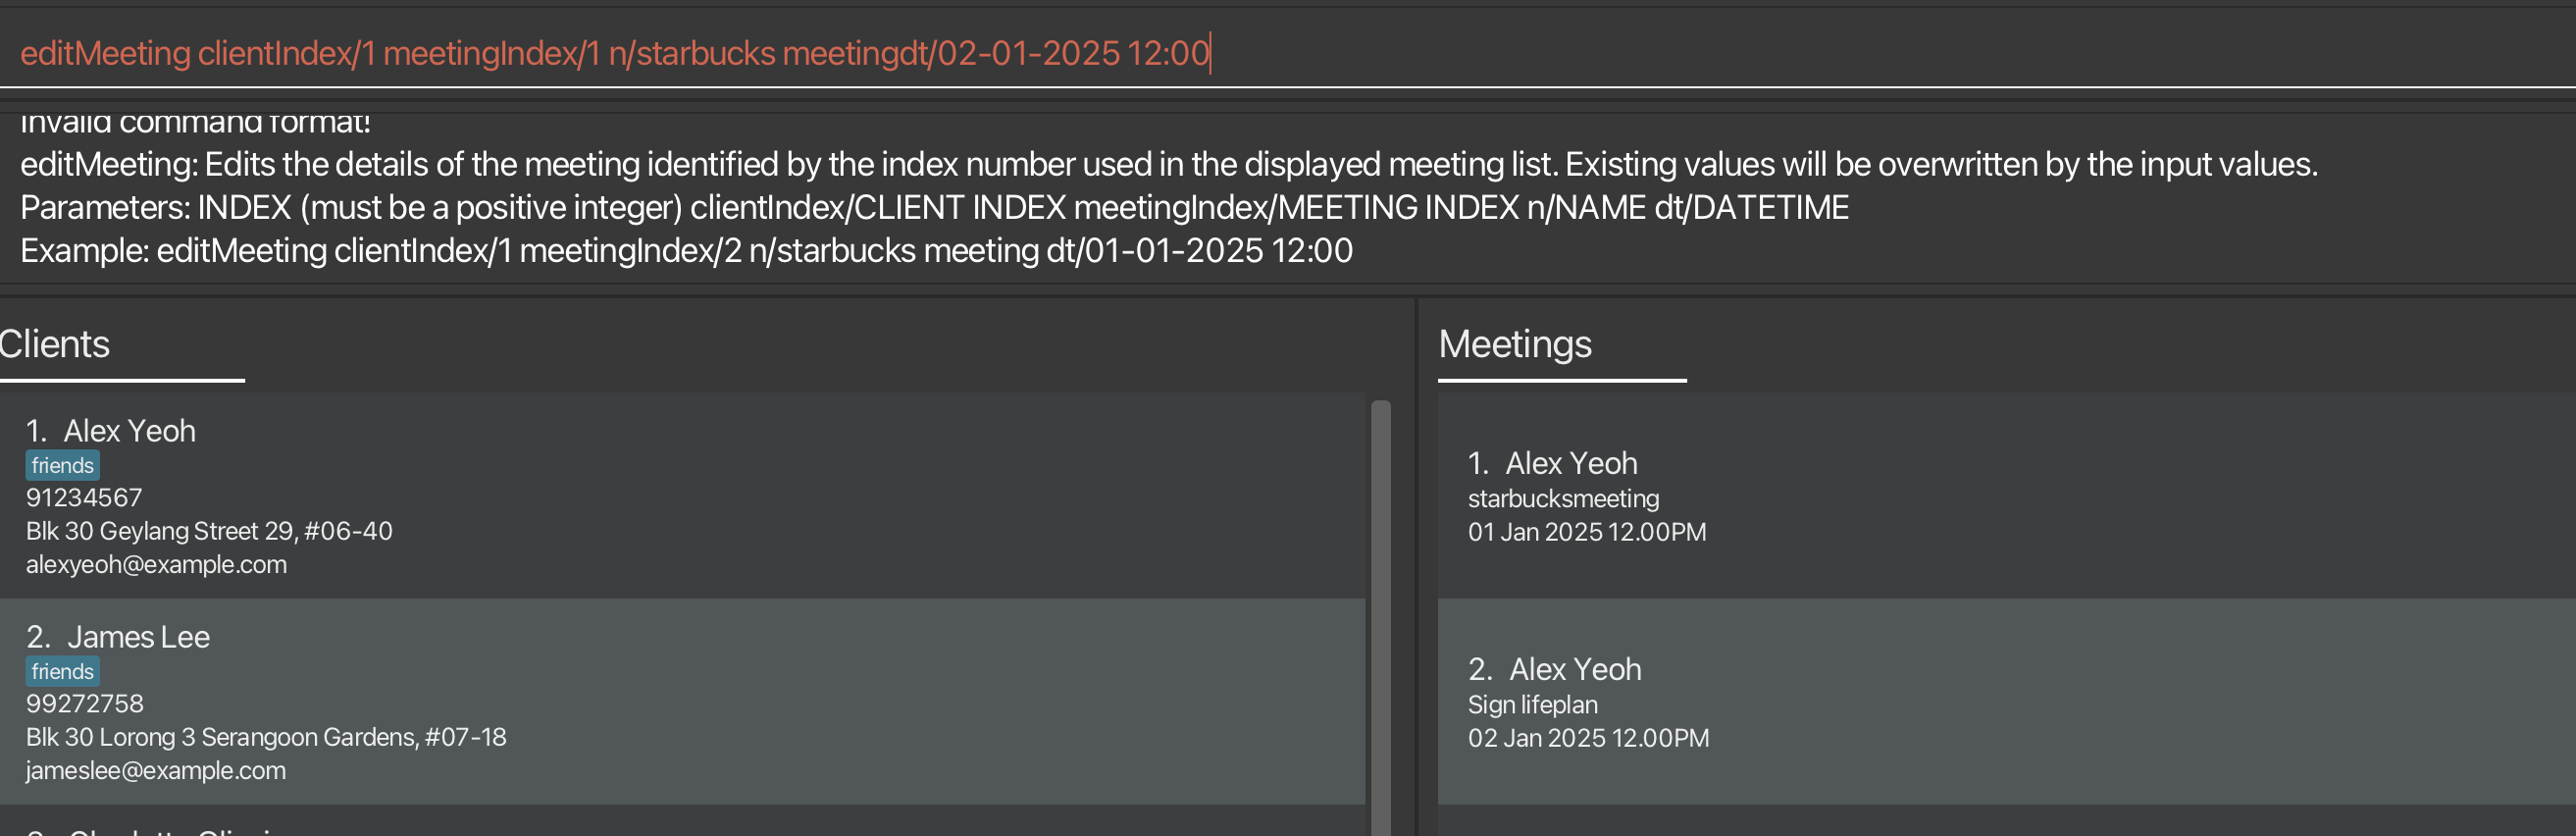 editMeeting clientIndex/1 meetingIndex/1 n/starbucks meetingdt/02-01-2025 12:00
Invalid command format!
editMeeting: Edits the details of the meeting identified by the index number used in the displayed meeting list. Existing values will be overwritten by the input values.
Parameters: INDEX (must be a positive integer) clientIndex/CLIENT INDEX meetingIndex/MEETING INDEX n/NAME dt/DATETIME
Example: editMeeting clientIndex/1 meetingIndex/2 n/starbucks meeting dt/01-01-2025 12:00
Clients
1. Alex Yeoh
friends
91234567
Blk 30 Geylang Street 29, #06-40
alexyeoh@example.com
2. James Lee
friends
99272758
Blk 30 Lorong 3 Serangoon Gardens, #07-18
jameslee@example.com
Meetings
1. Alex Yeoh
starbucksmeeting
01 Jan 2025 12.00PM
2. Alex Yeoh
Sign lifeplan
02 Jan 2025 12.00PM